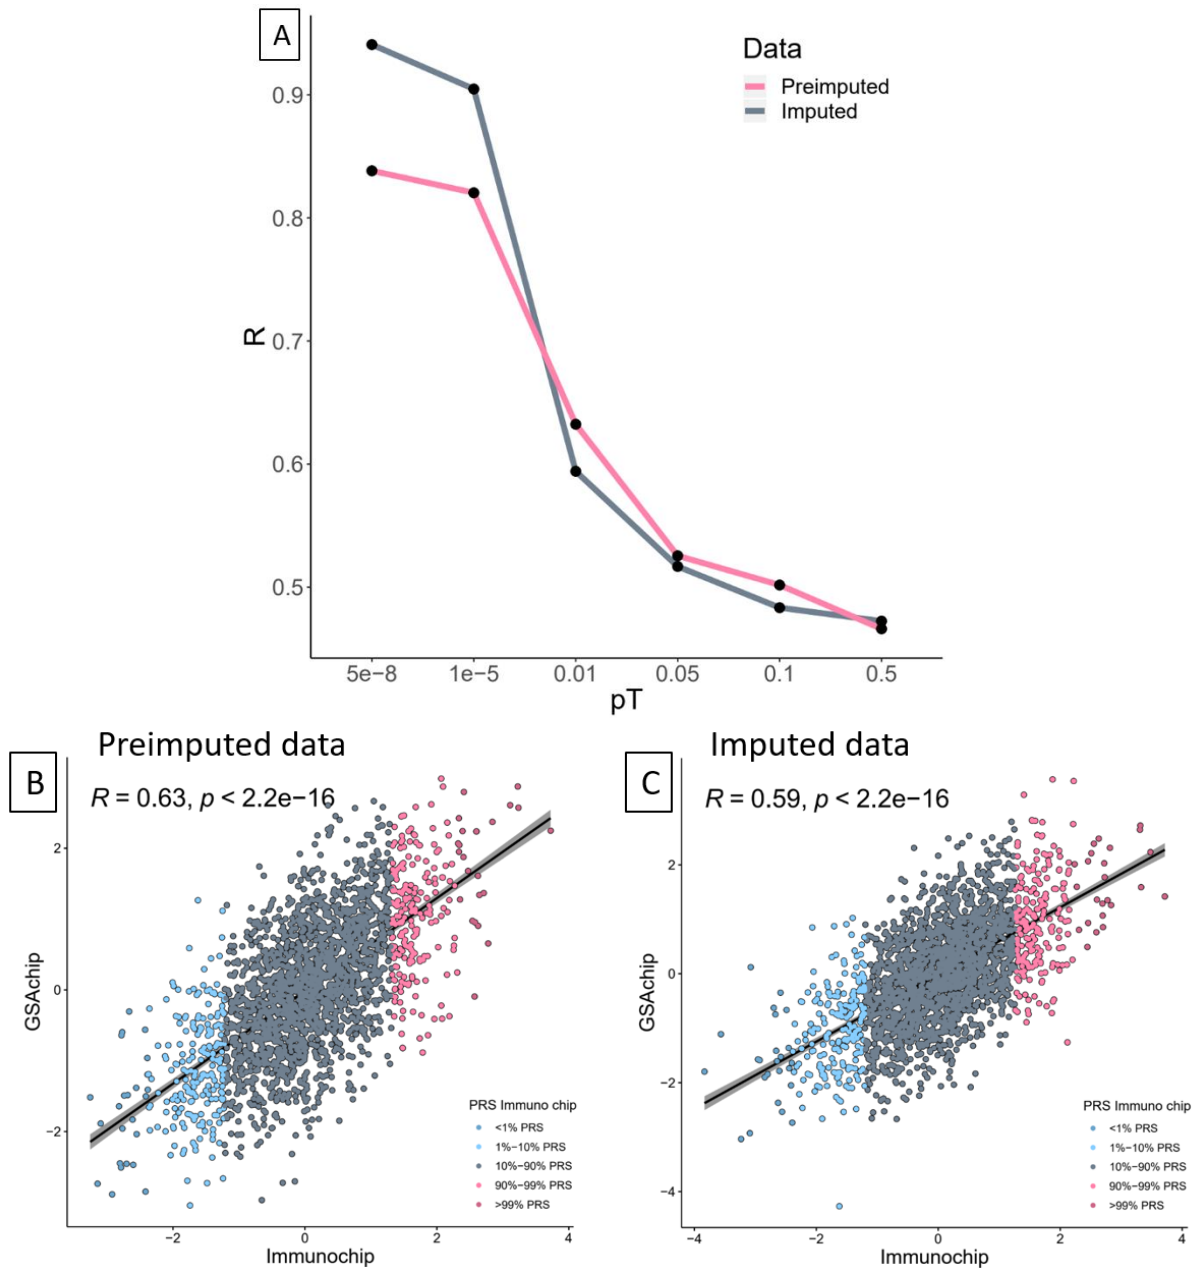 A
Data
Preimputed
Imputed
R
0.9
0.8
0.7
0.6
0.5
5e-8 1e-5 0.01 0.05 0.1 0.5
pT
B
Preimputed data
R = 0.63, p < 2.2e−16
GSAchip
2
0
−2
PRS Immuno chip
<1% PRS
1%−10% PRS
10%−90% PRS
90%−99% PRS
>99% PRS
−2 0 2 4
Immunochip
C
Imputed data
R = 0.59, p < 2.2e−16
GSAchip
2
0
−2
−4
PRS Immuno chip
<1% PRS
1%−10% PRS
10%−90% PRS
90%−99% PRS
>99% PRS
−4 −2 0 2 4
Immunochip